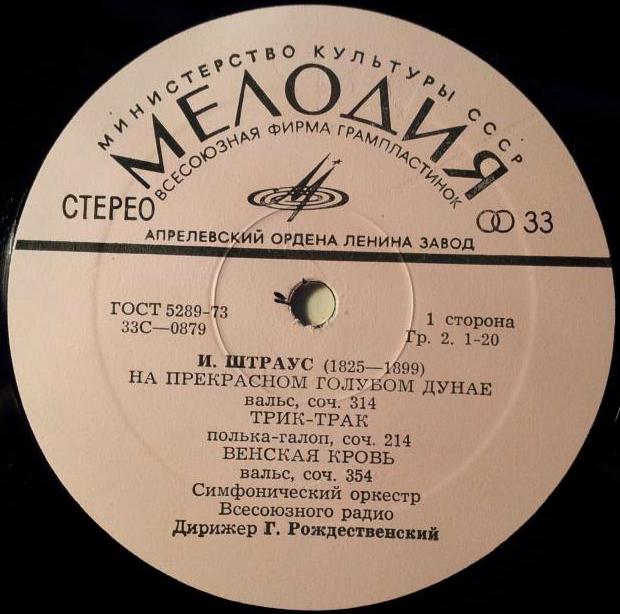 МИНИСТЕРСТВО КУЛЬТУРЫ СССР
МЕЛОДИЯ
ВСЕСОЮЗНАЯ ФИРМА ГРАМПЛАСТИНОК
СТЕРЕО
33
АПРЕЛЕВСКИЙ ОРДЕНА ЛЕНИНА ЗАВОД
ГОСТ 5289-73
33С—0879
1 сторона
Гр. 2. 1-20
И. ШТРАУС (1825—1899)
НА ПРЕКРАСНОМ ГОЛУБОМ ДУНАЕ
вальс, соч. 314
ТРИК-ТРАК
полька-галоп, соч. 214
ВЕНСКАЯ КРОВЬ
вальс, соч. 354
Симфонический оркестр
Всесоюзного радио
Дирижер Г. Рождественский